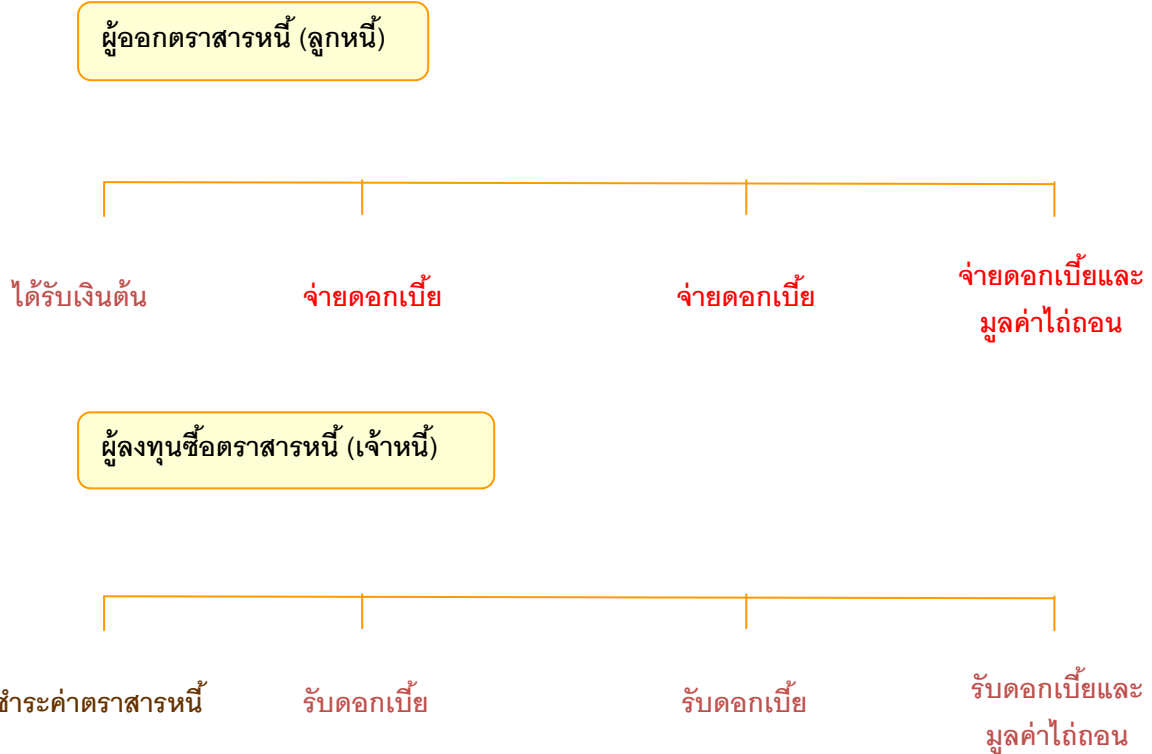 ผู้ออกตราสารหนี้ (ลูกหนี้)
ได้รับเงินต้น จ่ายดอกเบี้ย จ่ายดอกเบี้ย จ่ายดอกเบี้ยและ
มูลค่าไถ่ถอน
ผู้ลงทุนซื้อตราสารหนี้ (เจ้าหนี้)
ชำระค่าตราสารหนี้ รับดอกเบี้ย รับดอกเบี้ย รับดอกเบี้ยและ
มูลค่าไถ่ถอน